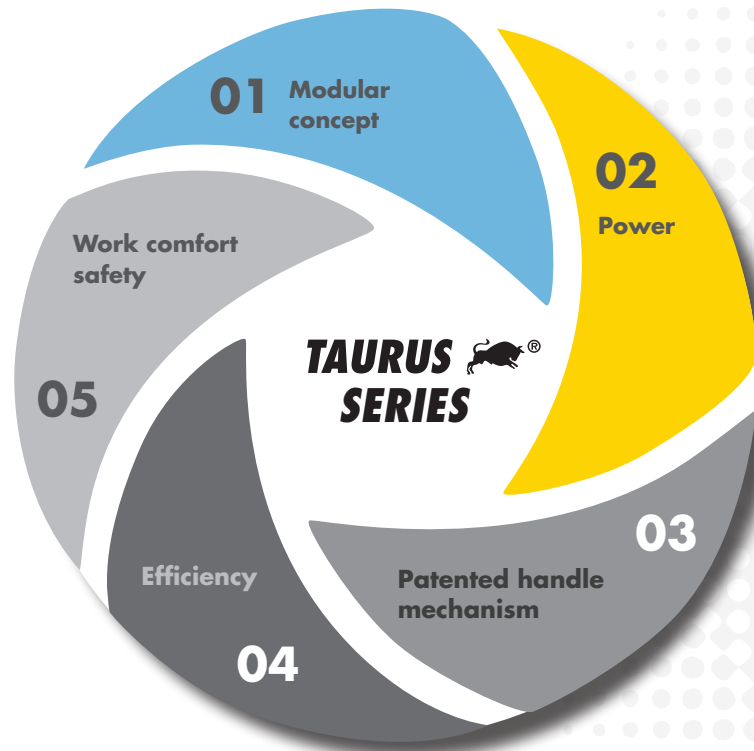 01 Modular
concept
02
Power
03
Patented handle
mechanism
04
Efficiency
05
Work comfort
safety
TAURUS ®
SERIES